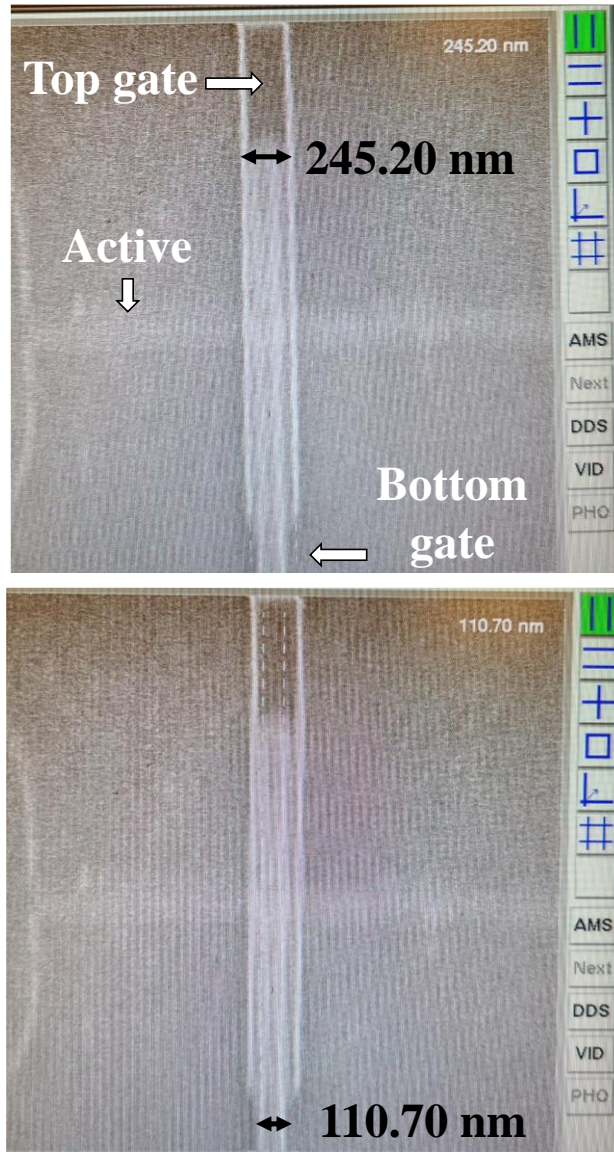 245.20 nm
Top gate
245.20 nm
Active
AMS
Next
DDS
VID
PHO
Bottom
gate
110.70 nm
AMS
Next
DDS
VID
PHO
110.70 nm